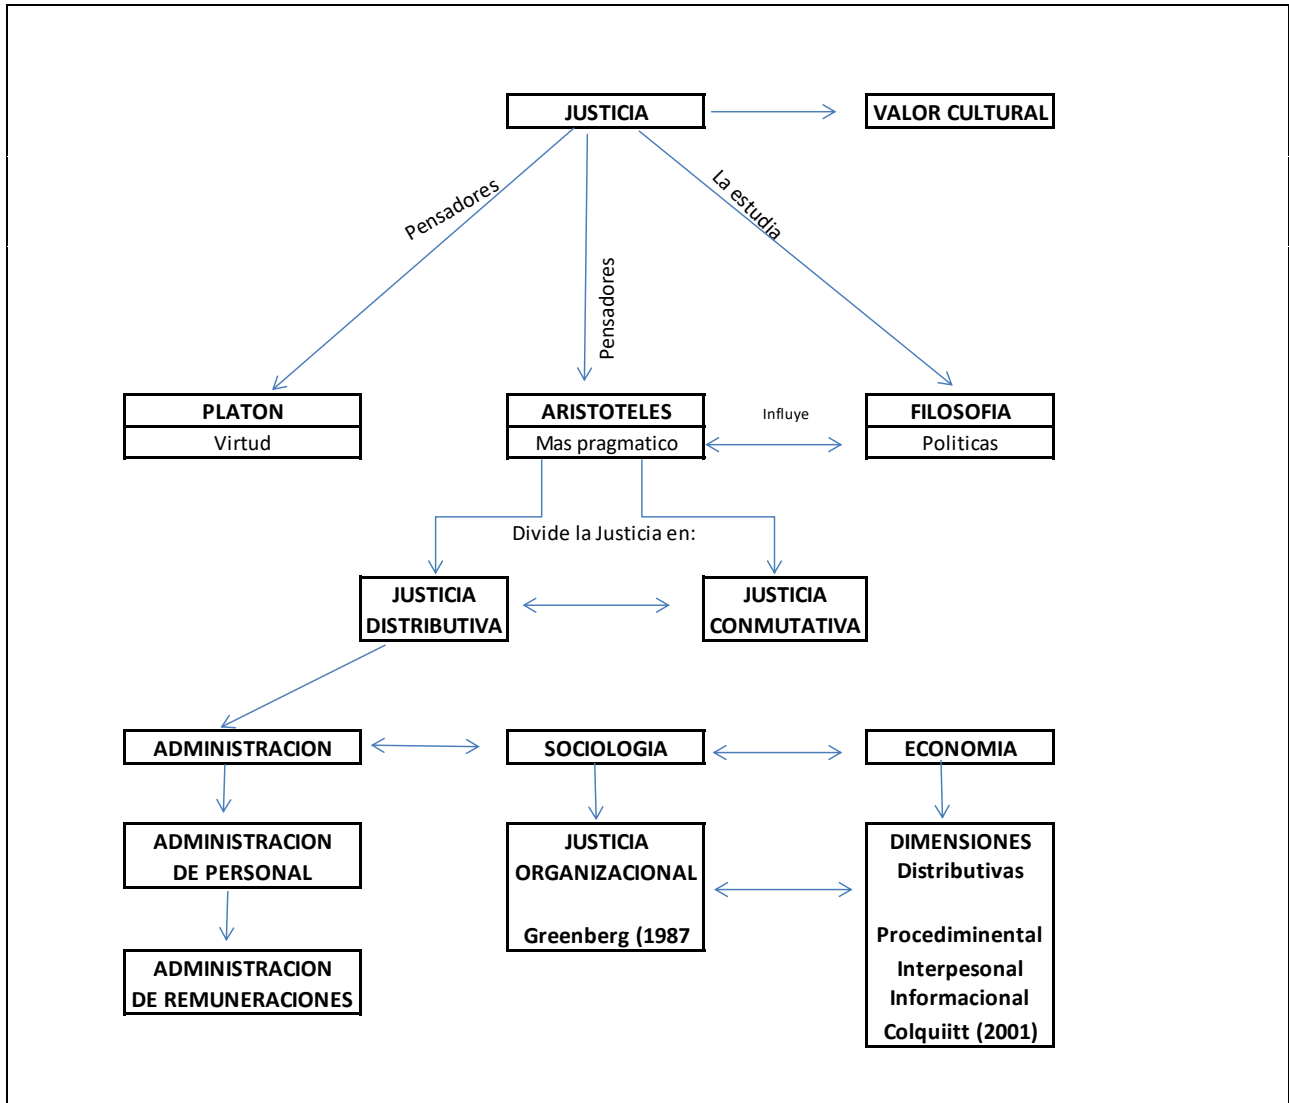 JUSTICIA
VALOR CULTURAL
Pensadores
Pensadores
La estudia
PLATON
Virtud
ARISTOTELES
Mas pragmatico
Influye
FILOSOFIA
Politicas
Divide la Justicia en:
JUSTICIA
DISTRIBUTIVA
JUSTICIA
CONMUTATIVA
ADMINISTRACION
SOCIOLOGIA
ECONOMIA
ADMINISTRACION
DE PERSONAL
JUSTICIA
ORGANIZACIONAL
Greenberg (1987
DIMENSIONES
Distributivas
Procediminental
Interpesonal
Informacional
Colquiitt (2001)
ADMINISTRACION
DE REMUNERACIONES